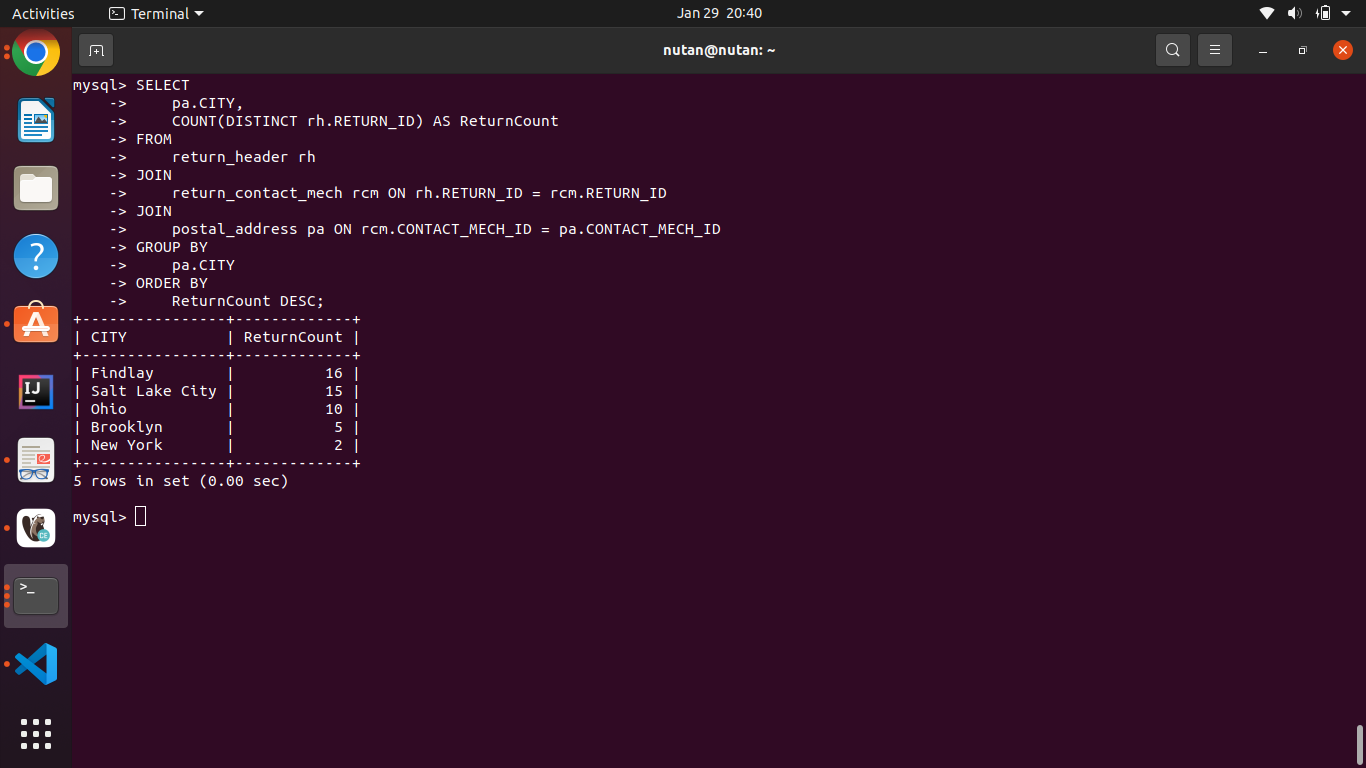 Activities
Terminal
Jan 29 20:40
nutan@nutan: ~
mysql> SELECT
    ->     pa.CITY,
    ->     COUNT(DISTINCT rh.RETURN_ID) AS ReturnCount
    -> FROM
    ->     return_header rh
    -> JOIN
    ->     return_contact_mech rcm ON rh.RETURN_ID = rcm.RETURN_ID
    -> JOIN
    ->     postal_address pa ON rcm.CONTACT_MECH_ID = pa.CONTACT_MECH_ID
    -> GROUP BY
    ->     pa.CITY
    -> ORDER BY
    ->     ReturnCount DESC;
+----------------+-------------+
| CITY           | ReturnCount |
+----------------+-------------+
| Findlay        |          16 |
| Salt Lake City |          15 |
| Ohio           |          10 |
| Brooklyn       |           5 |
| New York       |           2 |
+----------------+-------------+
5 rows in set (0.00 sec)
mysql>
?
A
IJ
CE
>_